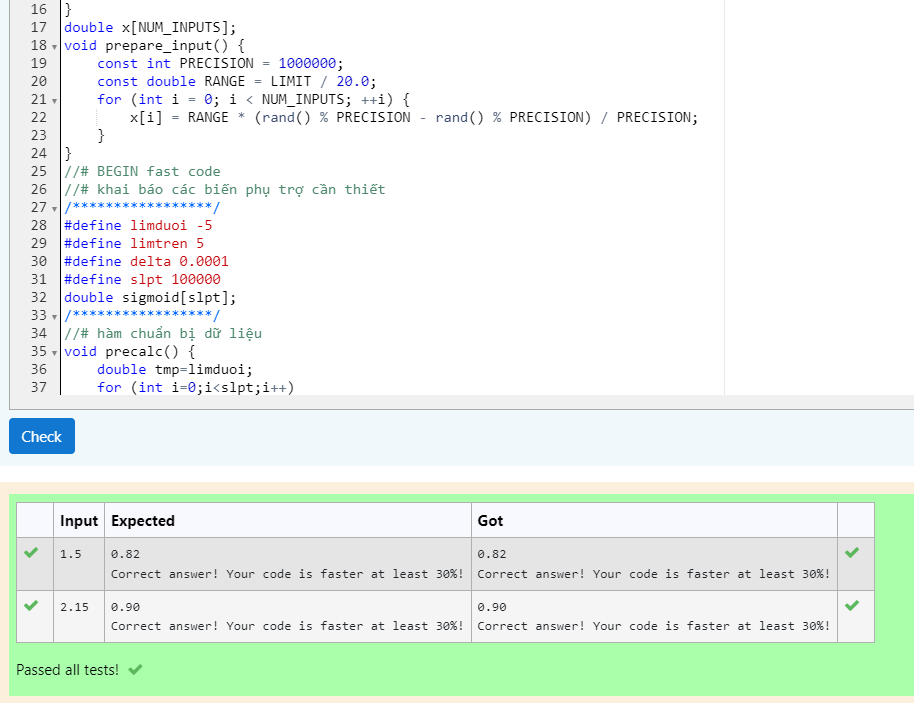 16 }
17 double x[NUM_INPUTS];
18 void prepare_input() {
19 const int PRECISION = 1000000;
20 const double RANGE = LIMIT / 20.0;
21 for (int i = 0; i < NUM_INPUTS; ++i) {
22 x[i] = RANGE * (rand() % PRECISION - rand() % PRECISION) / PRECISION;
23 }
24 }
25 //# BEGIN fast code
26 //# khai báo các biến phụ trợ cần thiết
27 /*****************/
28 #define limduoi -5
29 #define limtren 5
30 #define delta 0.0001
31 #define slpt 100000
32 double sigmoid[slpt];
33 /*****************/
34 //# hàm chuẩn bị dữ liệu
35 void precalc() {
36 double tmp=limduoi;
37 for (int i=0;i<slpt;i++)
Check
Input Expected Got
1.5 0.82 0.82
Correct answer! Your code is faster at least 30%! Correct answer! Your code is faster at least 30%!
2.15 0.90 0.90
Correct answer! Your code is faster at least 30%! Correct answer! Your code is faster at least 30%!
Passed all tests!